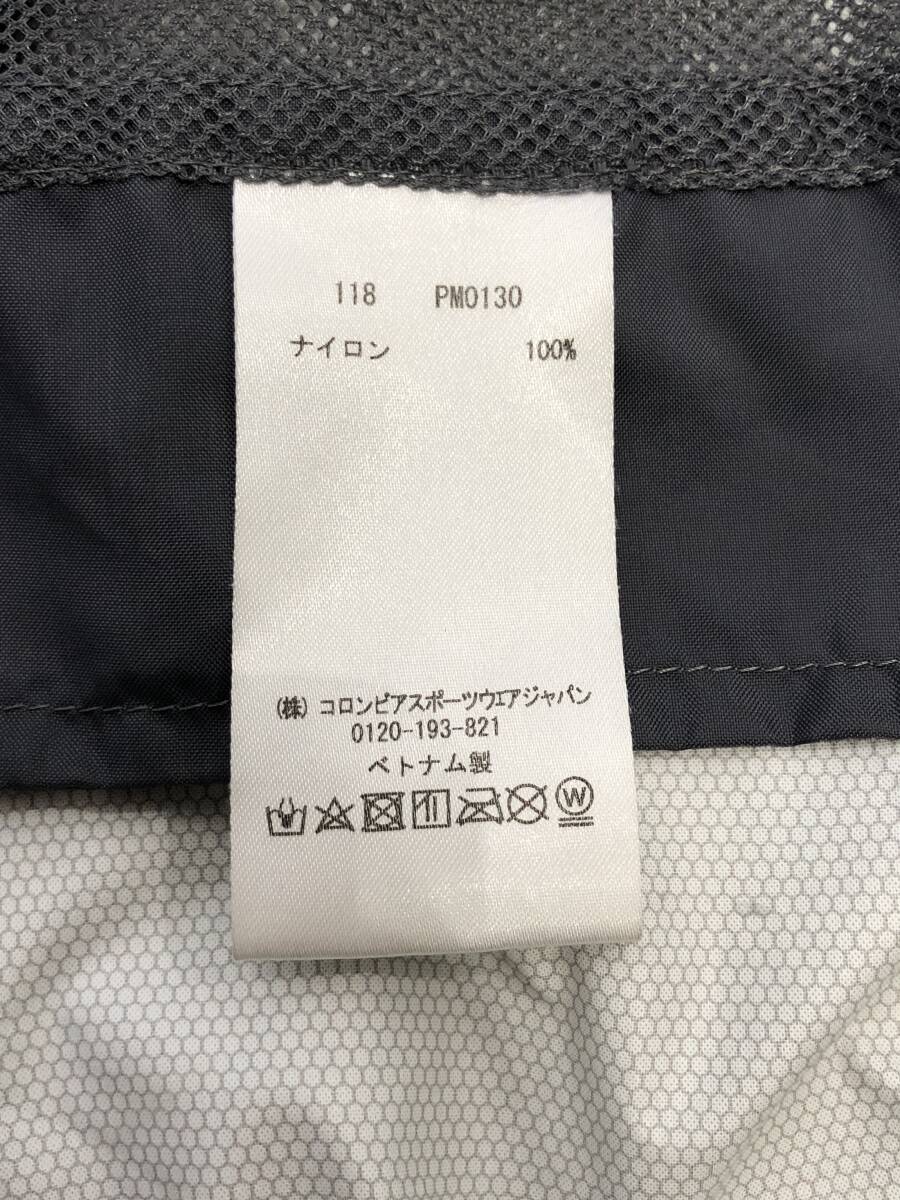 118 PM0130
ナイロン 100%
(株) コロンビアスポーツウェアジャパン
0120-193-821
ベトナム製
W